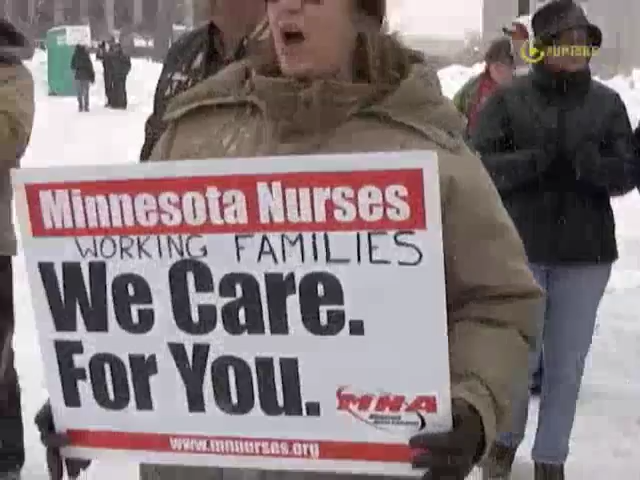 Minnesota Nurses
WORKING FAMILIES
We Care.
For You.
MNA
www.mnnurses.org